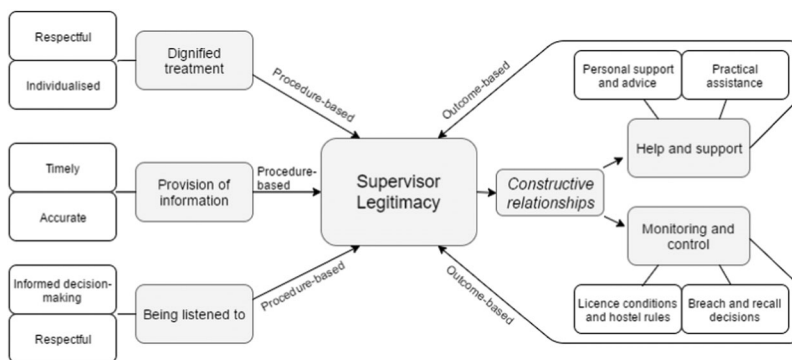 Respectful
Individualised
Dignified
treatment
Procedure-based
Timely
Accurate
Provision of
information
Procedure-
based
Informed decision-
making
Respectful
Being listened to
Procedure-based
Supervisor
Legitimacy
Constructive
relationships
Outcome-based
Personal support
and advice
Practical
assistance
Help and support
Monitoring and
control
Licence conditions
and hostel rules
Breach and recall
decisions
Outcome-based